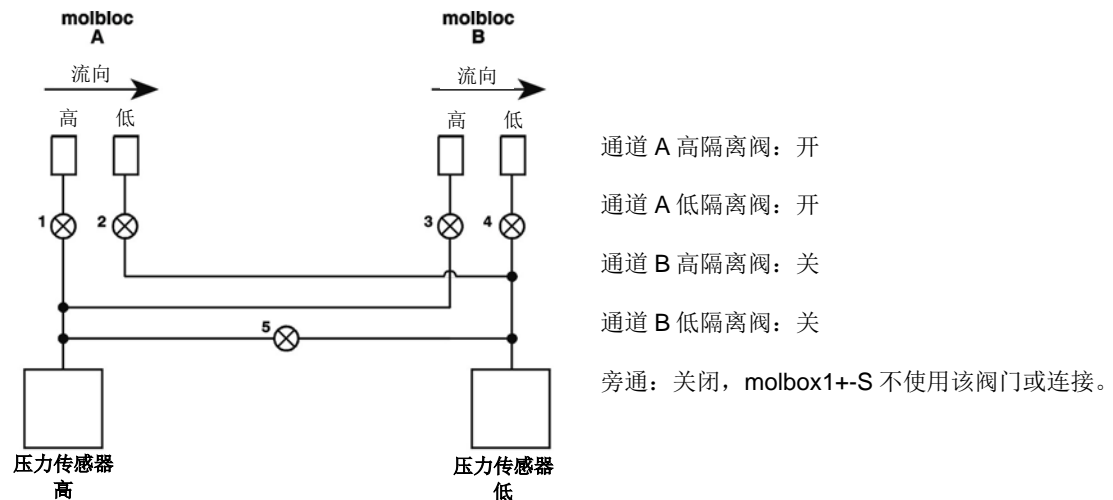 molbloc
A
molbloc
B
流向
流向
高
低
高
低
1
2
3
4
5
压力传感器
高
压力传感器
低
通道 A 高隔离阀：开
通道 A 低隔离阀：开
通道 B 高隔离阀：关
通道 B 低隔离阀：关
旁通：关闭，molbox1+-S 不使用该阀门或连接。